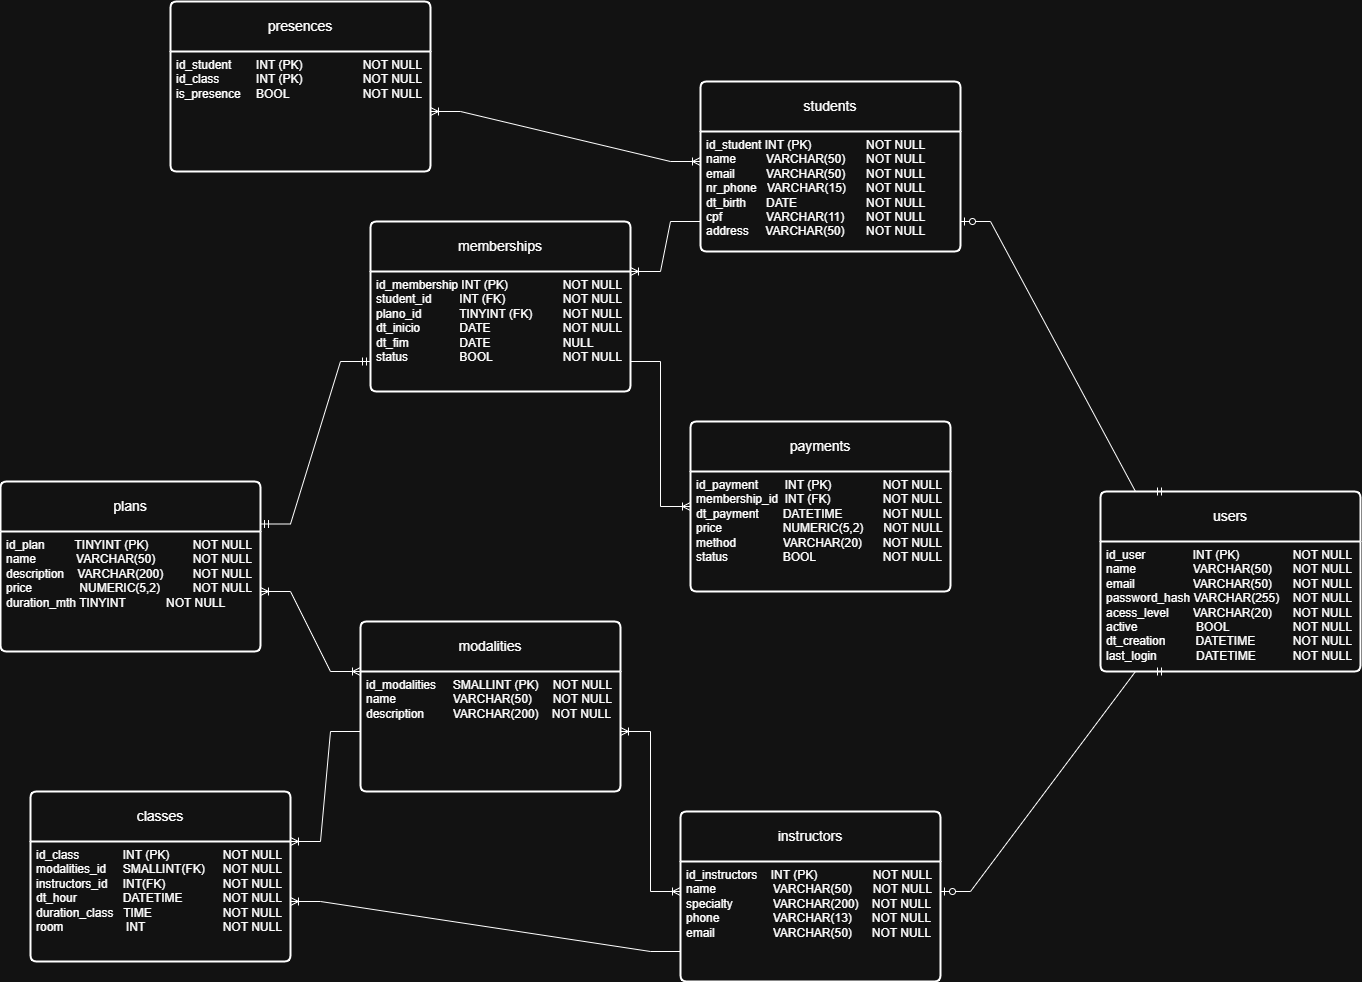 presences
id_student INT (PK) NOT NULL
id_class INT (PK) NOT NULL
is_presence BOOL NOT NULL
students
id_student INT (PK) NOT NULL
name VARCHAR(50) NOT NULL
email VARCHAR(50) NOT NULL
nr_phone VARCHAR(15) NOT NULL
dt_birth DATE NOT NULL
cpf VARCHAR(11) NOT NULL
address VARCHAR(50) NOT NULL
memberships
id_membership INT (PK) NOT NULL
student_id INT (FK) NOT NULL
plano_id TINYINT (FK) NOT NULL
dt_inicio DATE NOT NULL
dt_fim DATE NULL
status BOOL NOT NULL
payments
id_payment INT (PK) NOT NULL
membership_id INT (FK) NOT NULL
dt_payment DATETIME NOT NULL
price NUMERIC(5,2) NOT NULL
method VARCHAR(20) NOT NULL
status BOOL NOT NULL
plans
id_plan TINYINT (PK) NOT NULL
name VARCHAR(50) NOT NULL
description VARCHAR(200) NOT NULL
price NUMERIC(5,2) NOT NULL
duration_mth TINYINT NOT NULL
users
id_user INT (PK) NOT NULL
name VARCHAR(50) NOT NULL
email VARCHAR(50) NOT NULL
password_hash VARCHAR(255) NOT NULL
acess_level VARCHAR(20) NOT NULL
active BOOL NOT NULL
dt_creation DATETIME NOT NULL
last_login DATETIME NOT NULL
modalities
id_modalities SMALLINT (PK) NOT NULL
name VARCHAR(50) NOT NULL
description VARCHAR(200) NOT NULL
classes
id_class INT (PK) NOT NULL
modalities_id SMALLINT(FK) NOT NULL
instructors_id INT(FK) NOT NULL
dt_hour DATETIME NOT NULL
duration_class TIME NOT NULL
room INT NOT NULL
instructors
id_instructors INT (PK) NOT NULL
name VARCHAR(50) NOT NULL
specialty VARCHAR(200) NOT NULL
phone VARCHAR(13) NOT NULL
email VARCHAR(50) NOT NULL